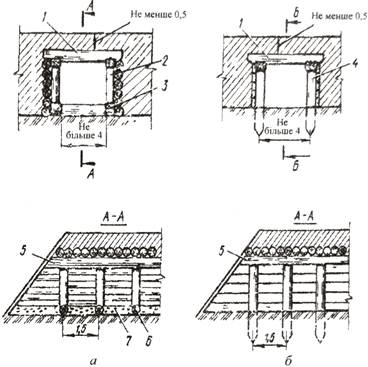 А
Б
Не менше 0,5
Не менше 0,5
1
1
2
4
3
Не
більше 4
Не
більше 4
А
Б
А-А
А-А
5
5
1,5
7
6
1,5
а
б